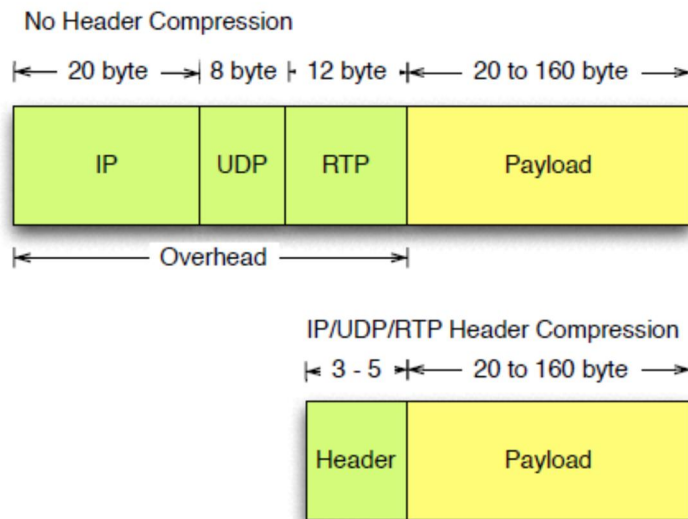 No Header Compression
20 byte 8 byte 12 byte 20 to 160 byte
IP UDP RTP Payload
Overhead
IP/UDP/RTP Header Compression
3 - 5 20 to 160 byte
Header Payload